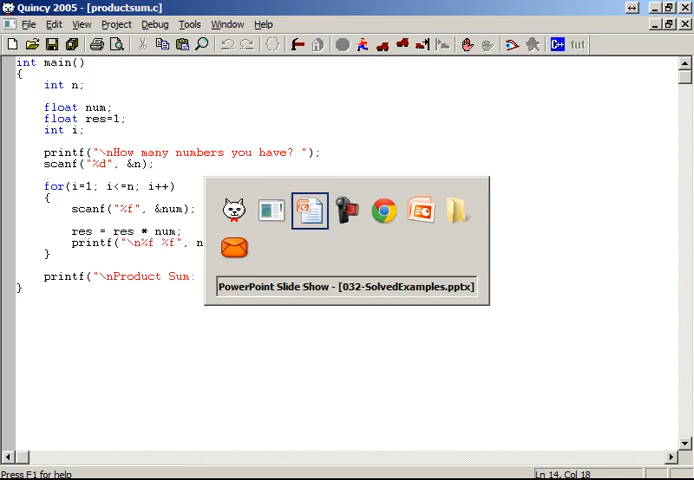 Quincy 2005 - [productsum.c]
File Edit View Project Debug Tools Window Help
C++ tut
int main()
{
int n;
float num;
float res=1;
int i;
printf("\nHow many numbers you have? ");
scanf("%d", &n);
for(i=1; i<=n; i++)
{
scanf("%f", &num);
res = res * num;
printf("\n%f %f", n
}
printf("\nProduct Sum:
}
PowerPoint Slide Show - [032-SolvedExamples.pptx]
Press F1 for help
Ln 14, Col 18